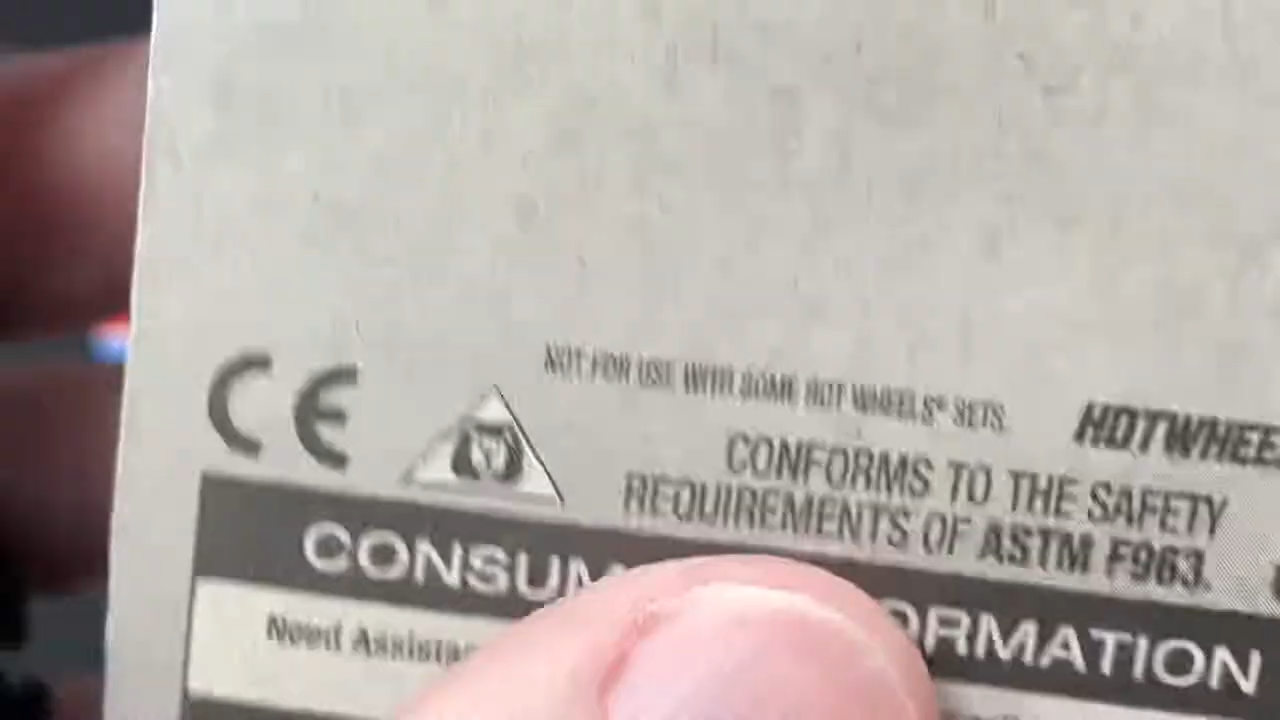 NOT FOR USE WITH SOME HOT WHEELS® SETS.
HOTWHEE
CE
CONFORMS TO THE SAFETY
REQUIREMENTS OF ASTM F963.
CONSUM ORMATION
Need Assista